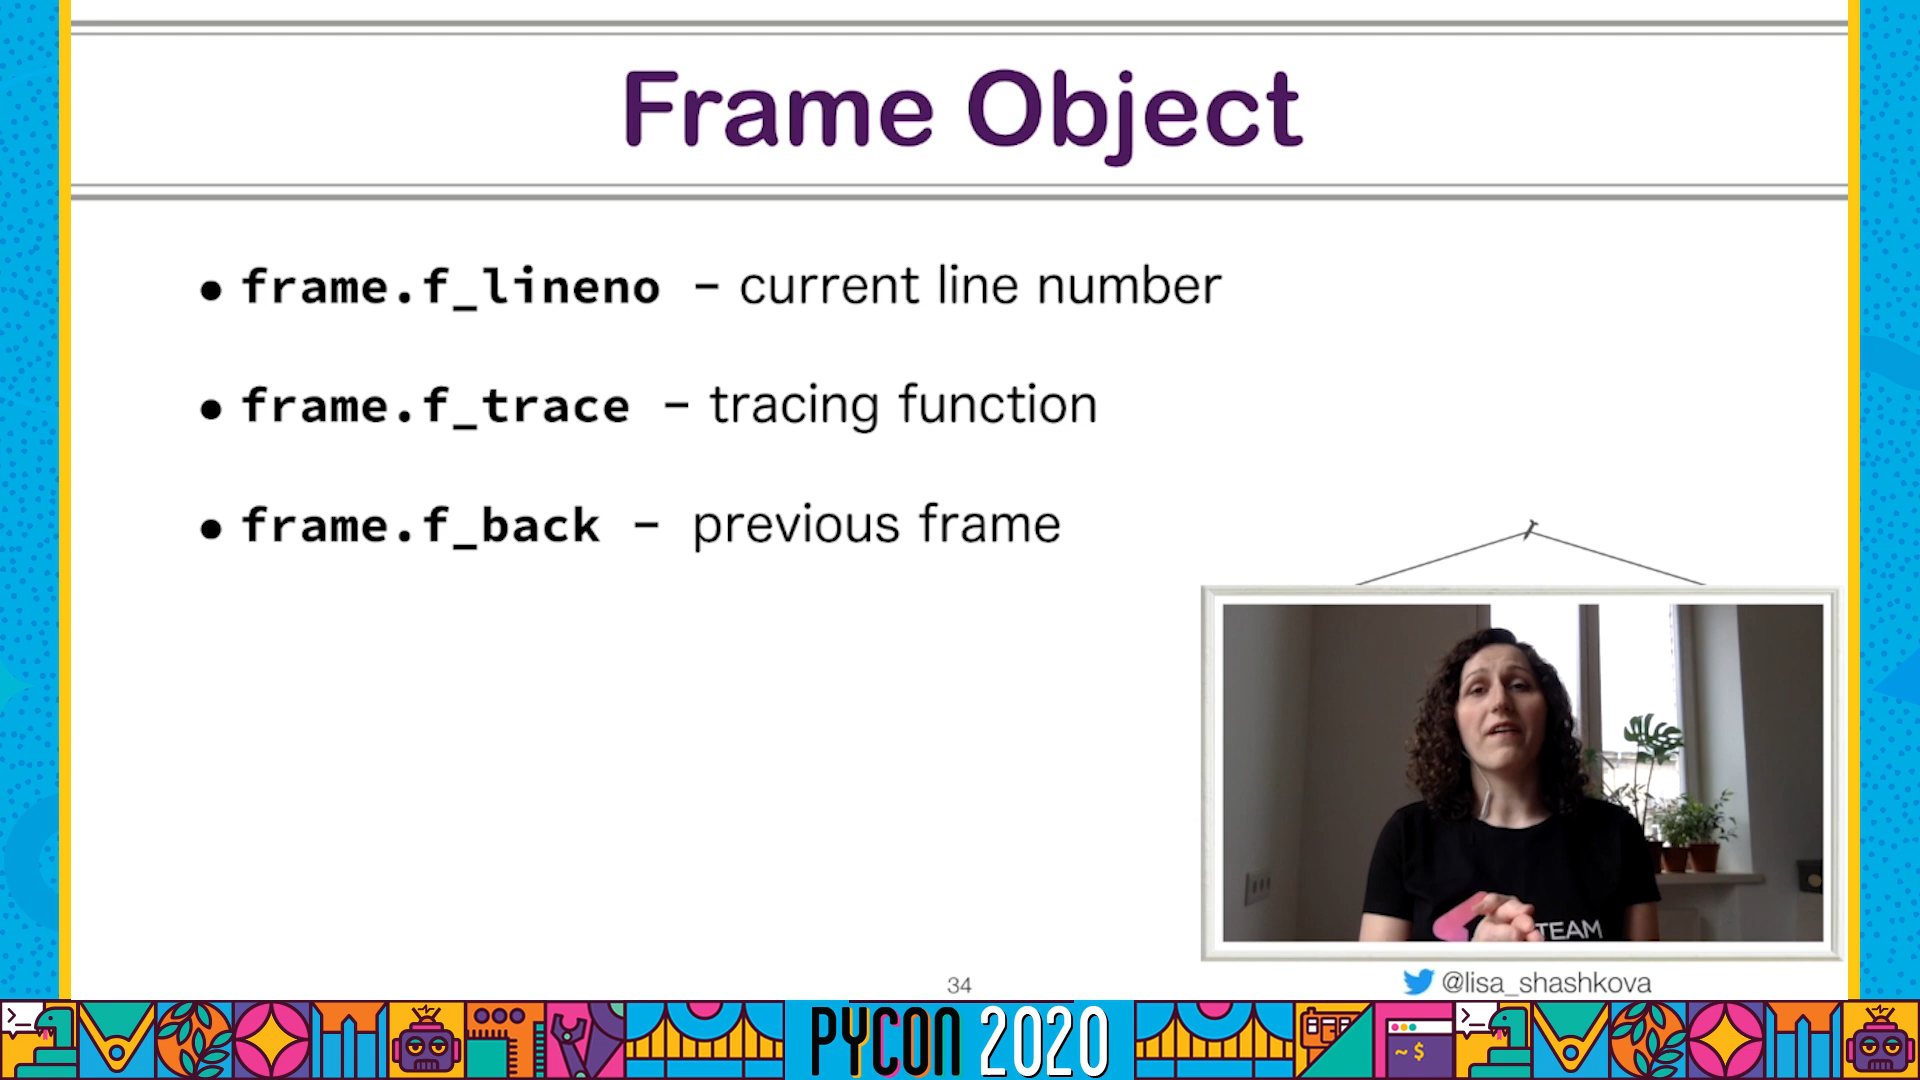 Frame Object
• frame.f_lineno – current line number
• frame.f_trace – tracing function
• frame.f_back – previous frame
TEAM
34
@lisa_shashkova
>_
PYCON 2020
~ $
>_